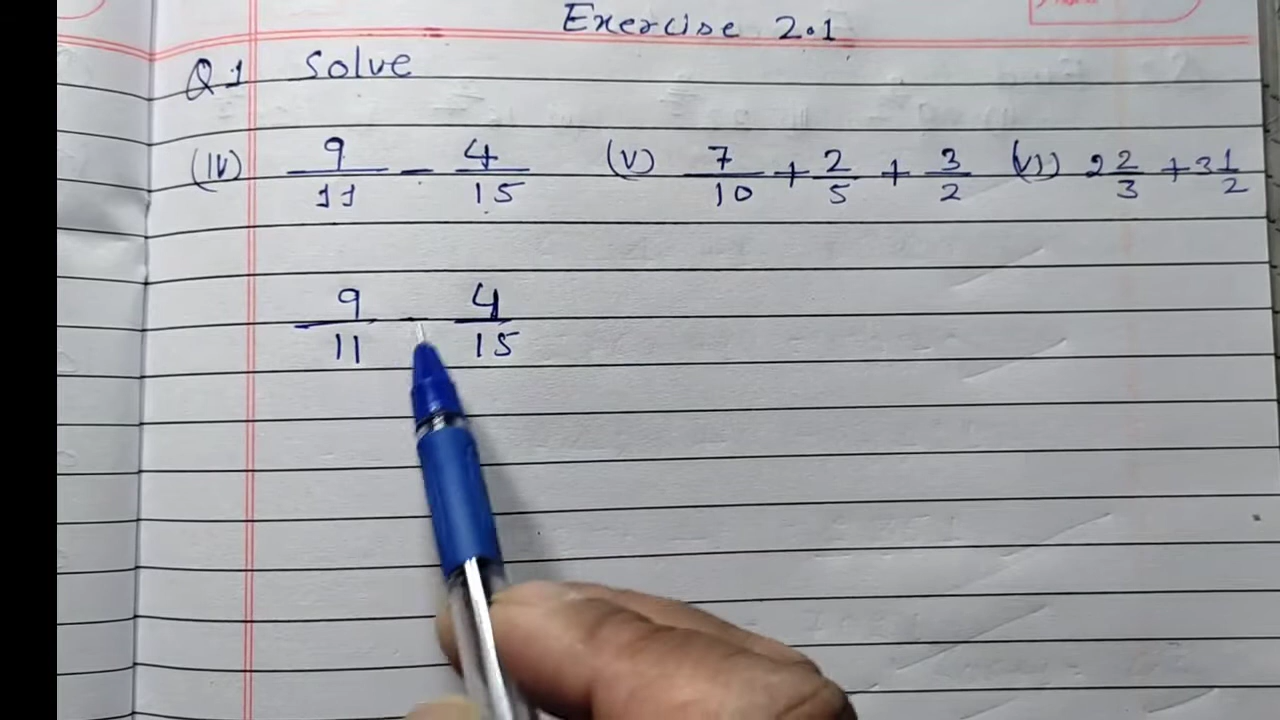 Exercise 2.1
Q.1 Solve
(IV) 9/11 - 4/15 (V) 7/10 + 2/5 + 3/2 (VI) 2 2/3 + 3 1/2
9/11 - 4/15